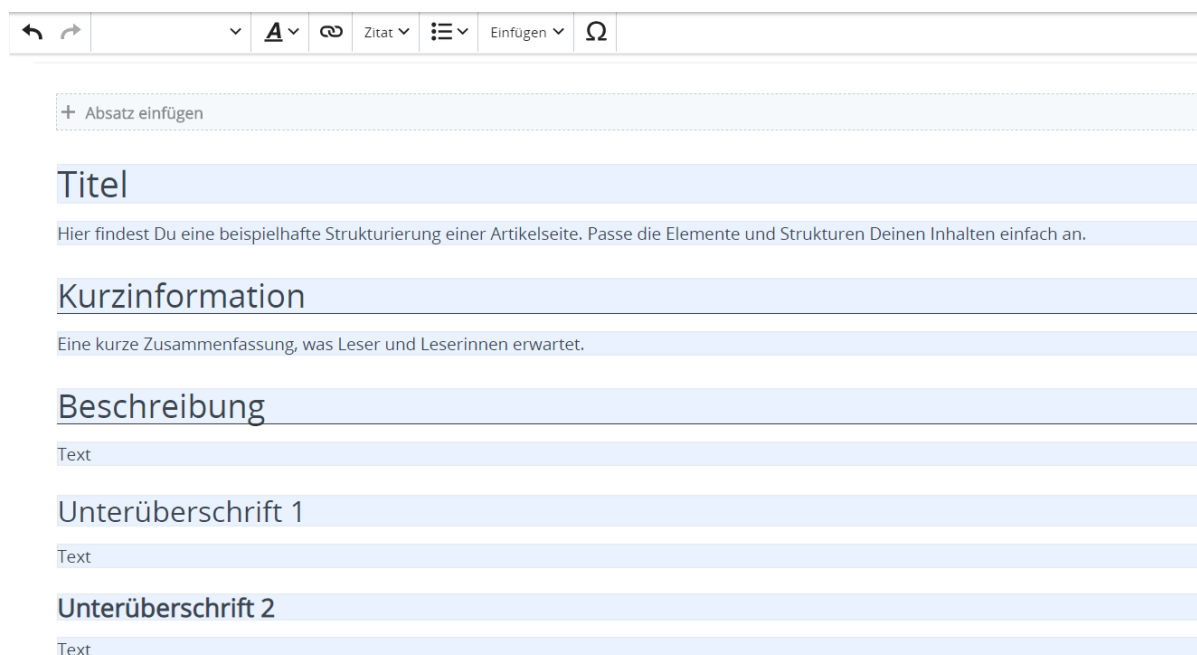 A Zitat Einfügen Ω
+ Absatz einfügen
Titel
Hier findest Du eine beispielhafte Strukturierung einer Artikelseite. Passe die Elemente und Strukturen Deinen Inhalten einfach an.
Kurzinformation
Eine kurze Zusammenfassung, was Leser und Leserinnen erwartet.
Beschreibung
Text
Unterüberschrift 1
Text
Unterüberschrift 2
Text